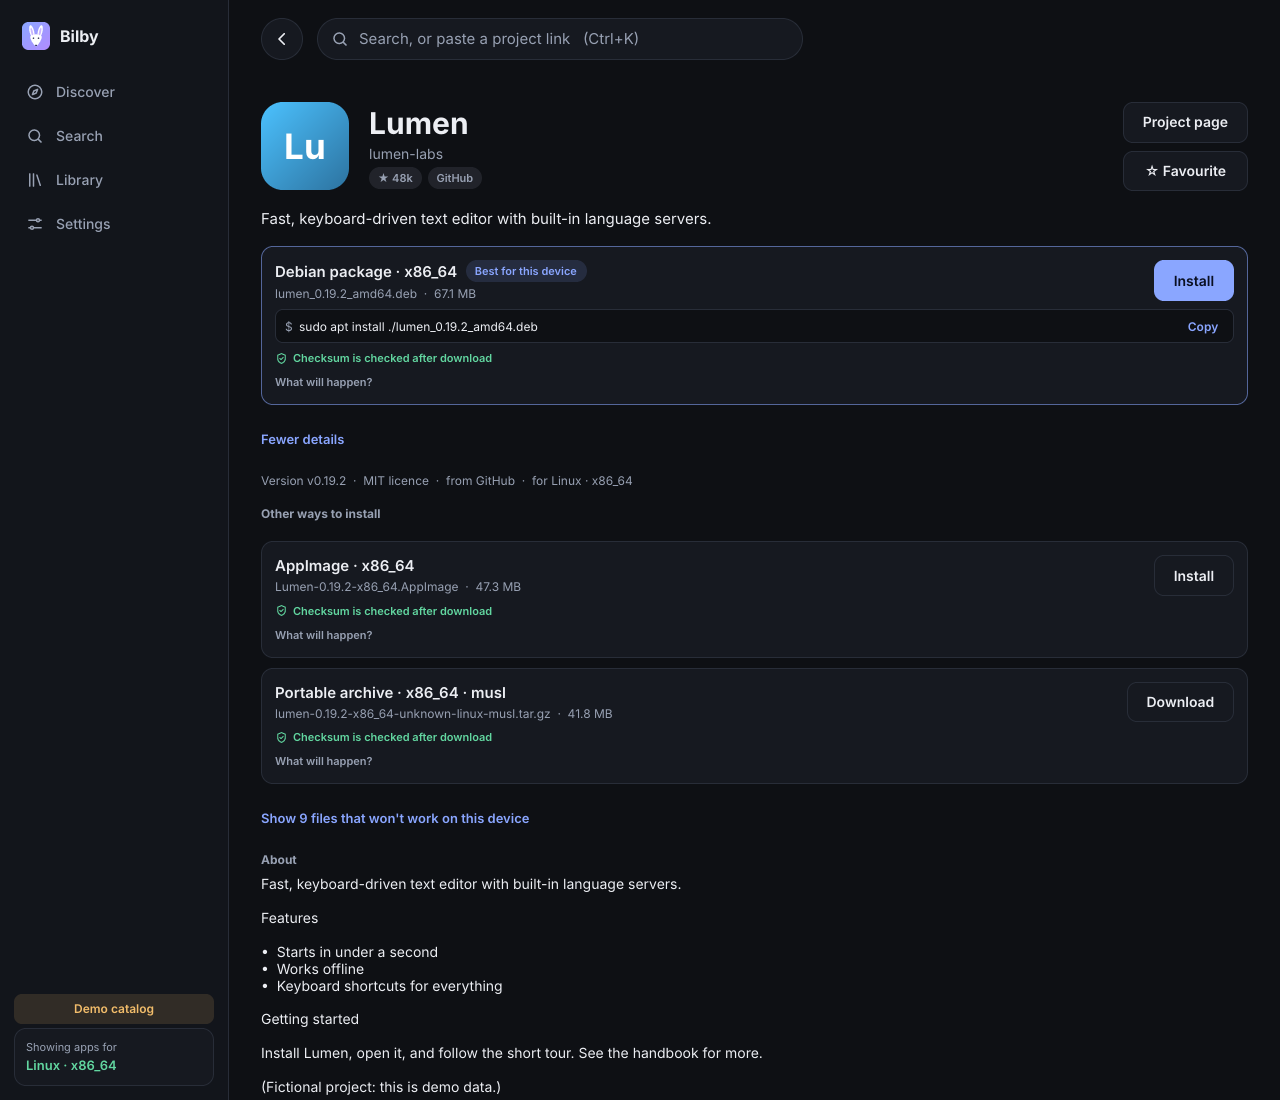 Bilby
Discover
Search
Library
Settings
Demo catalog
Showing apps for
Linux · x86_64
Search, or paste a project link (Ctrl+K)
Lu
Lumen
lumen-labs
★ 48k
GitHub
Project page
☆ Favourite
Fast, keyboard-driven text editor with built-in language servers.
Debian package · x86_64
Best for this device
lumen_0.19.2_amd64.deb · 67.1 MB
Install
$ sudo apt install ./lumen_0.19.2_amd64.deb
Copy
Checksum is checked after download
What will happen?
Fewer details
Version v0.19.2 · MIT licence · from GitHub · for Linux · x86_64
Other ways to install
AppImage · x86_64
Lumen-0.19.2-x86_64.AppImage · 47.3 MB
Install
Checksum is checked after download
What will happen?
Portable archive · x86_64 · musl
lumen-0.19.2-x86_64-unknown-linux-musl.tar.gz · 41.8 MB
Download
Checksum is checked after download
What will happen?
Show 9 files that won't work on this device
About
Fast, keyboard-driven text editor with built-in language servers.
Features
• Starts in under a second
• Works offline
• Keyboard shortcuts for everything
Getting started
Install Lumen, open it, and follow the short tour. See the handbook for more.
(Fictional project: this is demo data.)